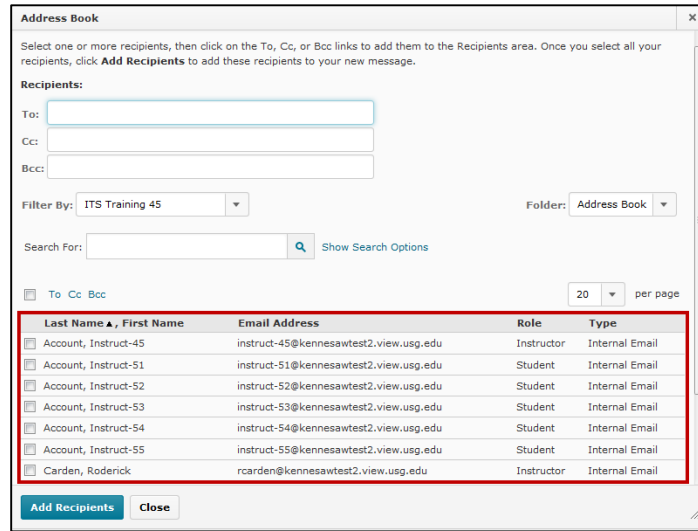 Address Book
Select one or more recipients, then click on the To, Cc, or Bcc links to add them to the Recipients area. Once you select all your
recipients, click Add Recipients to add these recipients to your new message.
Recipients:
To:
Cc:
Bcc:
Filter By: ITS Training 45 Folder: Address Book
Search For: Show Search Options
To Cc Bcc 20 per page
Last Name ▲, First Name Email Address Role Type
Account, Instruct-45 instruct-45@kennesawtest2.view.usg.edu Instructor Internal Email
Account, Instruct-51 instruct-51@kennesawtest2.view.usg.edu Student Internal Email
Account, Instruct-52 instruct-52@kennesawtest2.view.usg.edu Student Internal Email
Account, Instruct-53 instruct-53@kennesawtest2.view.usg.edu Student Internal Email
Account, Instruct-54 instruct-54@kennesawtest2.view.usg.edu Student Internal Email
Account, Instruct-55 instruct-55@kennesawtest2.view.usg.edu Student Internal Email
Carden, Roderick rcarden@kennesawtest2.view.usg.edu Instructor Internal Email
Add Recipients Close